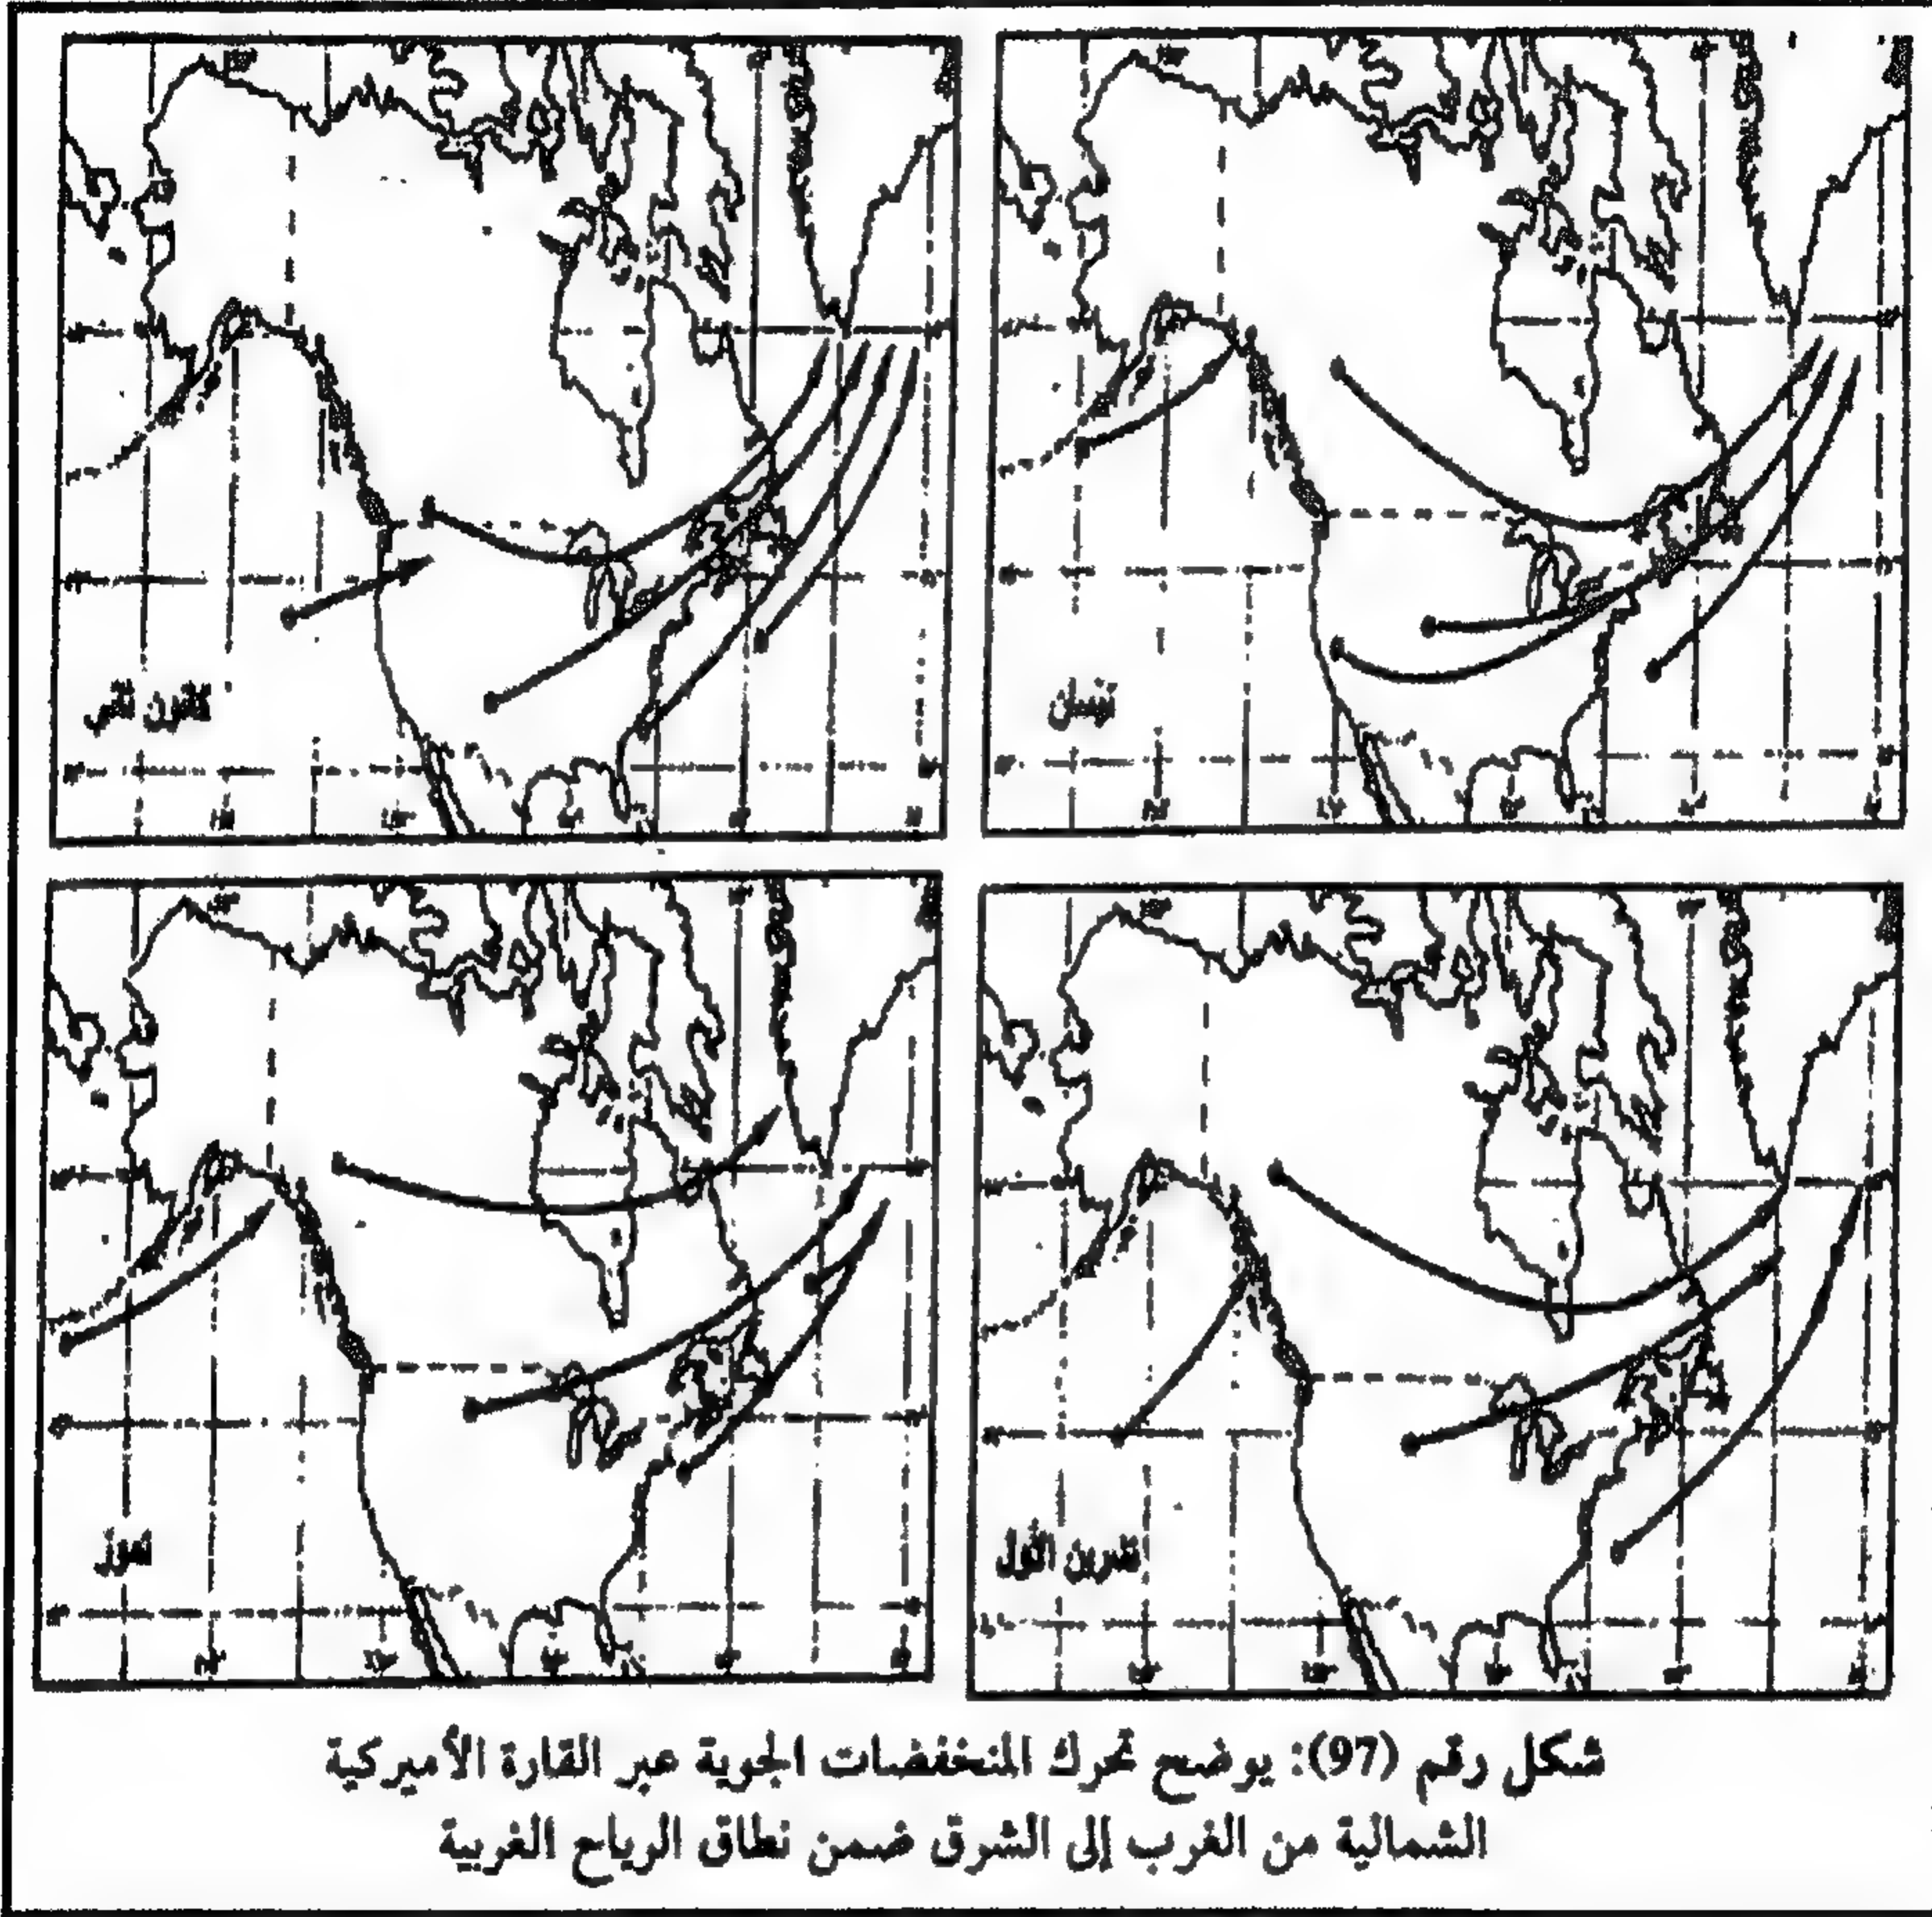 كانون ثاني
نيسان
تموز
تشرين الأول
شكل رقم (97): يوضح تحرك المنخفضات الجوية عبر القارة الأميركية
الشمالية من الغرب إلى الشرق ضمن نطاق الرياح الغربية